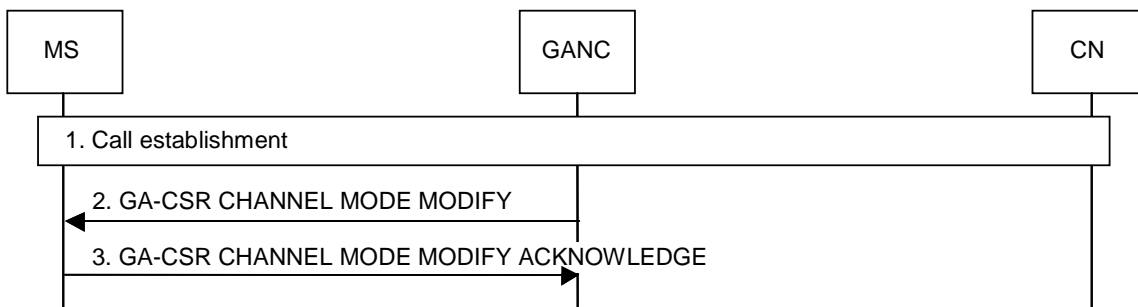 MS
GANC
CN
1. Call establishment
2. GA-CSR CHANNEL MODE MODIFY
3. GA-CSR CHANNEL MODE MODIFY ACKNOWLEDGE